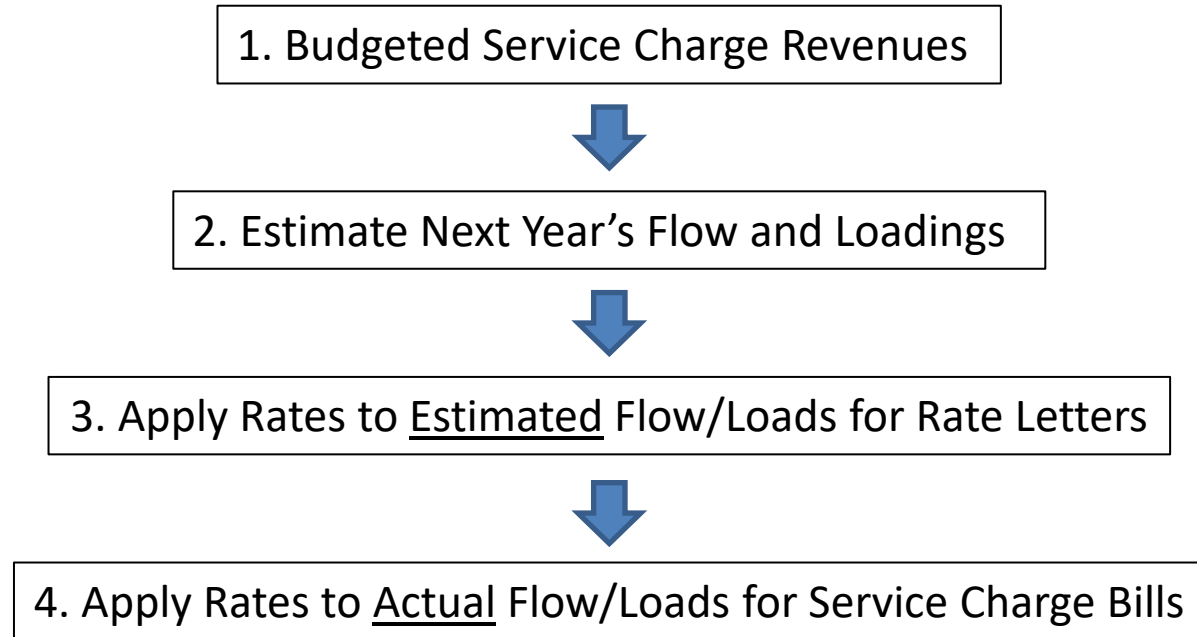 1. Budgeted Service Charge Revenues
2. Estimate Next Year’s Flow and Loadings
3. Apply Rates to Estimated Flow/Loads for Rate Letters
4. Apply Rates to Actual Flow/Loads for Service Charge Bills